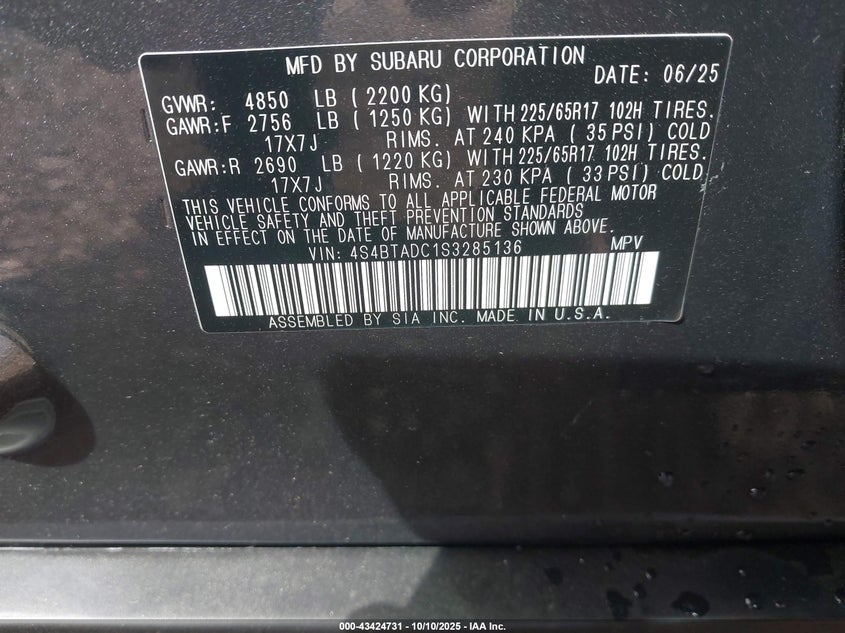 MFD BY SUBARU CORPORATION
DATE: 06/25
GVWR: 4850 LB ( 2200 KG)
GAWR:F 2756 LB ( 1250 KG) WITH 225/65R17 102H TIRES.
17X7J RIMS. AT 240 KPA ( 35 PSI) COLD
GAWR:R 2690 LB ( 1220 KG) WITH 225/65R17 102H TIRES.
17X7J RIMS. AT 230 KPA ( 33 PSI) COLD
THIS VEHICLE CONFORMS TO ALL APPLICABLE FEDERAL MOTOR
VEHICLE SAFETY AND THEFT PREVENTION STANDARDS
IN EFFECT ON THE DATE OF MANUFACTURE SHOWN ABOVE.
VIN: 4S4BTADC1S3285136 MPV
ASSEMBLED BY SIA INC. MADE IN U.S.A.
000-43424731 - 10/10/2025 - IAA Inc.